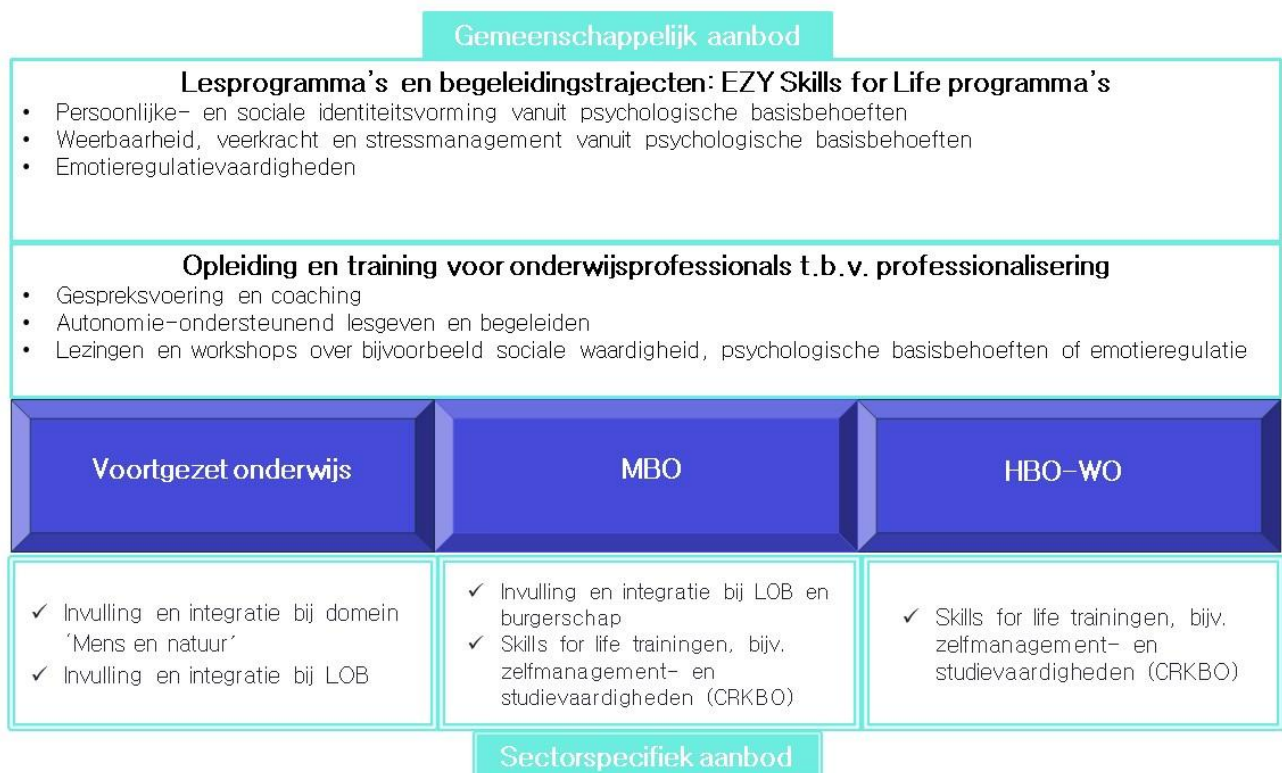 Gemeenschappelijk aanbod
Lesprogramma's en begeleidingstrajecten: EZY Skills for Life programma's
• Persoonlijke- en sociale identiteitsvorming vanuit psychologische basisbehoeften
• Weerbaarheid, veerkracht en stressmanagement vanuit psychologische basisbehoeften
• Emotieregulatievaardigheden
Opleiding en training voor onderwijsprofessionals t.b.v. professionalisering
• Gespreksvoering en coaching
• Autonomie-ondersteunend lesgeven en begeleiden
• Lezingen en workshops over bijvoorbeeld sociale waardigheid, psychologische basisbehoeften of emotieregulatie
Voortgezet onderwijs
MBO
HBO-WO
✓ Invulling en integratie bij domein
'Mens en natuur'
✓ Invulling en integratie bij LOB
✓ Invulling en integratie bij LOB en
burgerschap
✓ Skills for life trainingen, bijv.
zelfmanagement- en
studievaardigheden (CRKBO)
✓ Skills for life trainingen, bijv.
zelfmanagement- en
studievaardigheden (CRKBO)
Sectorspecifiek aanbod